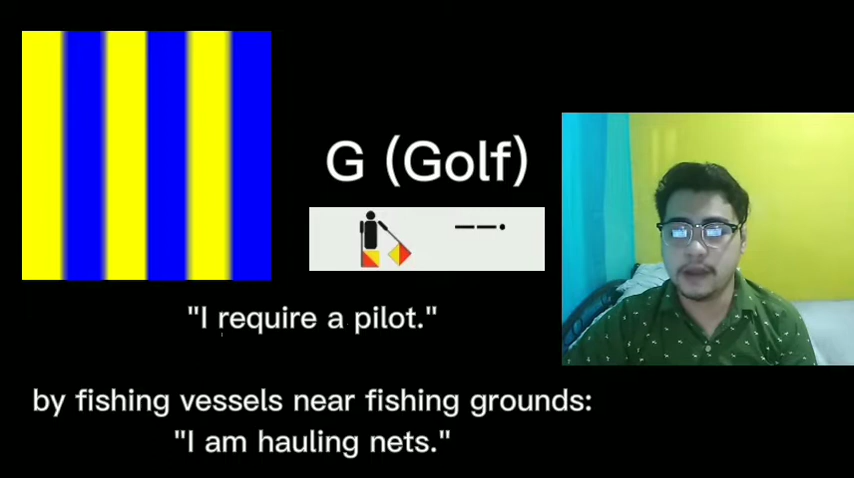 G (Golf)
"I require a pilot."
by fishing vessels near fishing grounds:
"I am hauling nets."